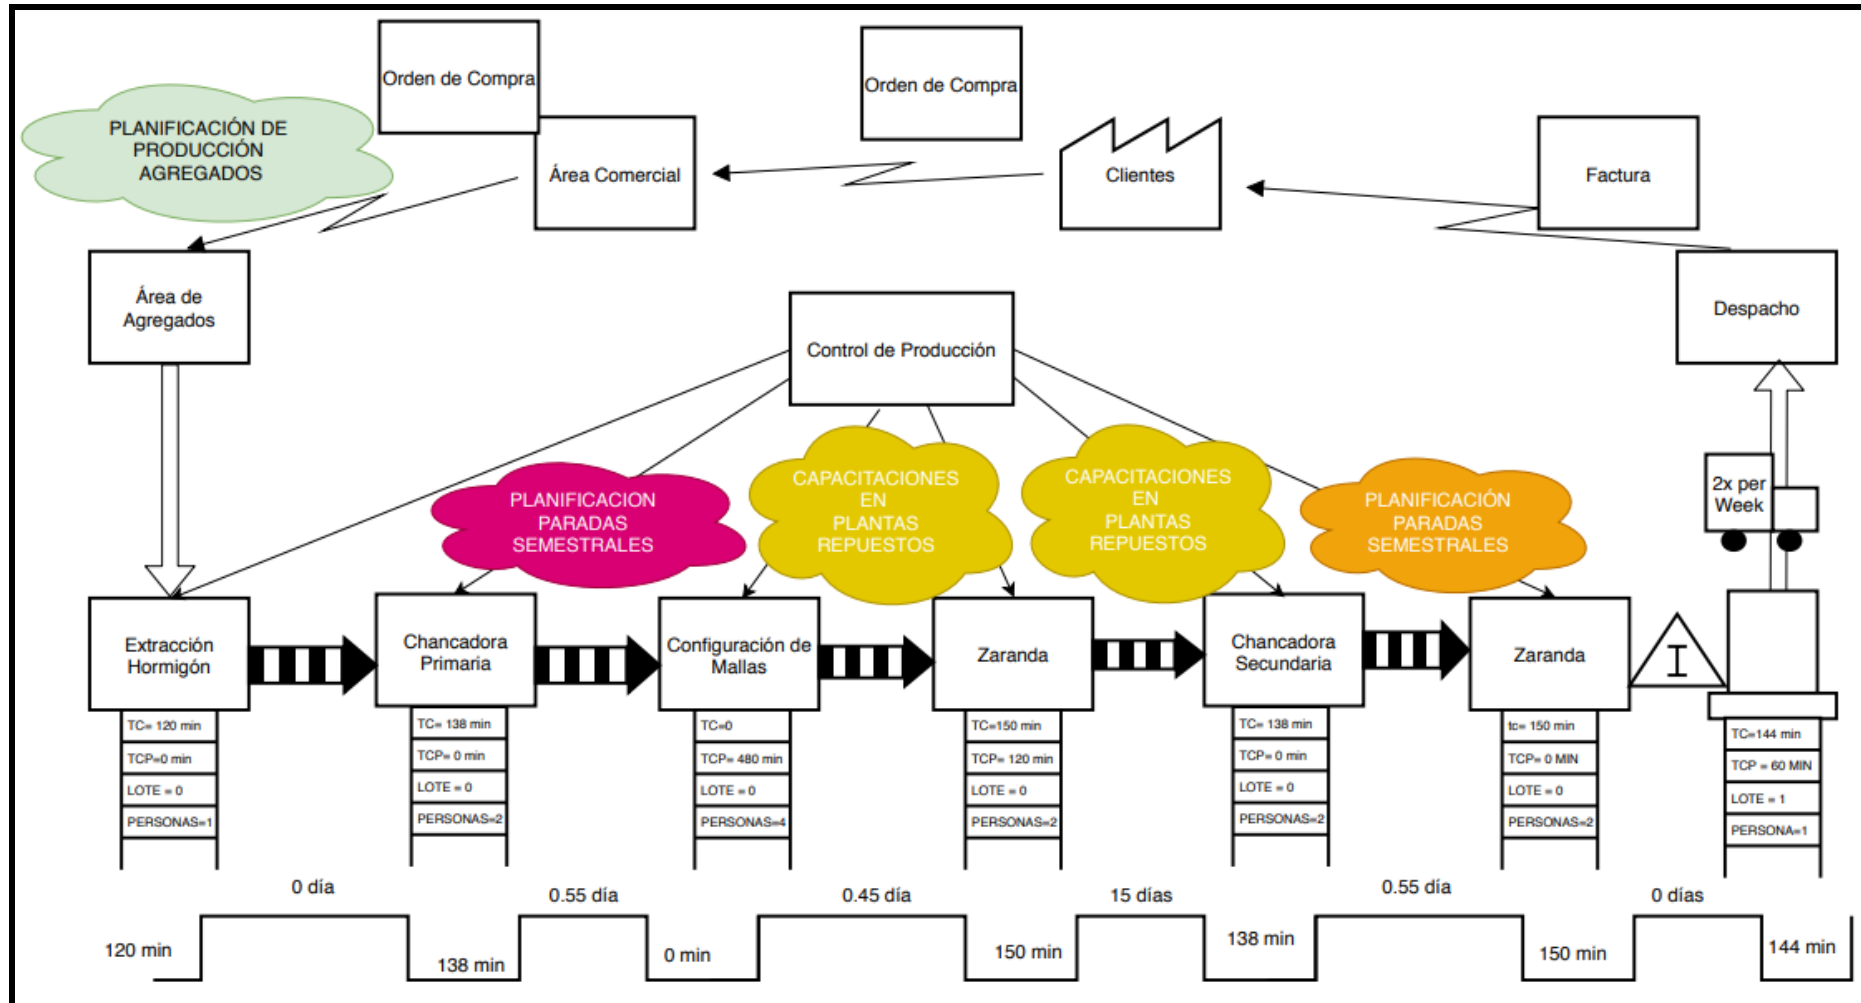 Orden de Compra
Orden de Compra
PLANIFICACIÓN DE
PRODUCCIÓN
AGREGADOS
Área Comercial
Clientes
Factura
Área de
Agregados
Control de Producción
Despacho
PLANIFICACION
PARADAS
SEMESTRALES
CAPACITACIONES
EN
PLANTAS
REPUESTOS
CAPACITACIONES
EN
PLANTAS
REPUESTOS
PLANIFICACIÓN
PARADAS
SEMESTRALES
2x per
Week
Extracción
Hormigón
Chancadora
Primaria
Configuración de
Mallas
Zaranda
Chancadora
Secundaria
Zaranda
I
TC= 120 min
TCP=0 min
LOTE = 0
PERSONAS=1
TC= 138 min
TCP= 0 min
LOTE = 0
PERSONAS=2
TC=0
TCP= 480 min
LOTE = 0
PERSONAS=4
TC=150 min
TCP= 120 min
LOTE = 0
PERSONAS=2
TC= 138 min
TCP= 0 min
LOTE = 0
PERSONAS=2
tc= 150 min
TCP= 0 MIN
LOTE = 0
PERSONAS=2
TC=144 min
TCP = 60 MIN
LOTE = 1
PERSONA=1
0 día
0.55 día
0.45 día
15 días
0.55 día
0 días
120 min
138 min
0 min
150 min
138 min
150 min
144 min